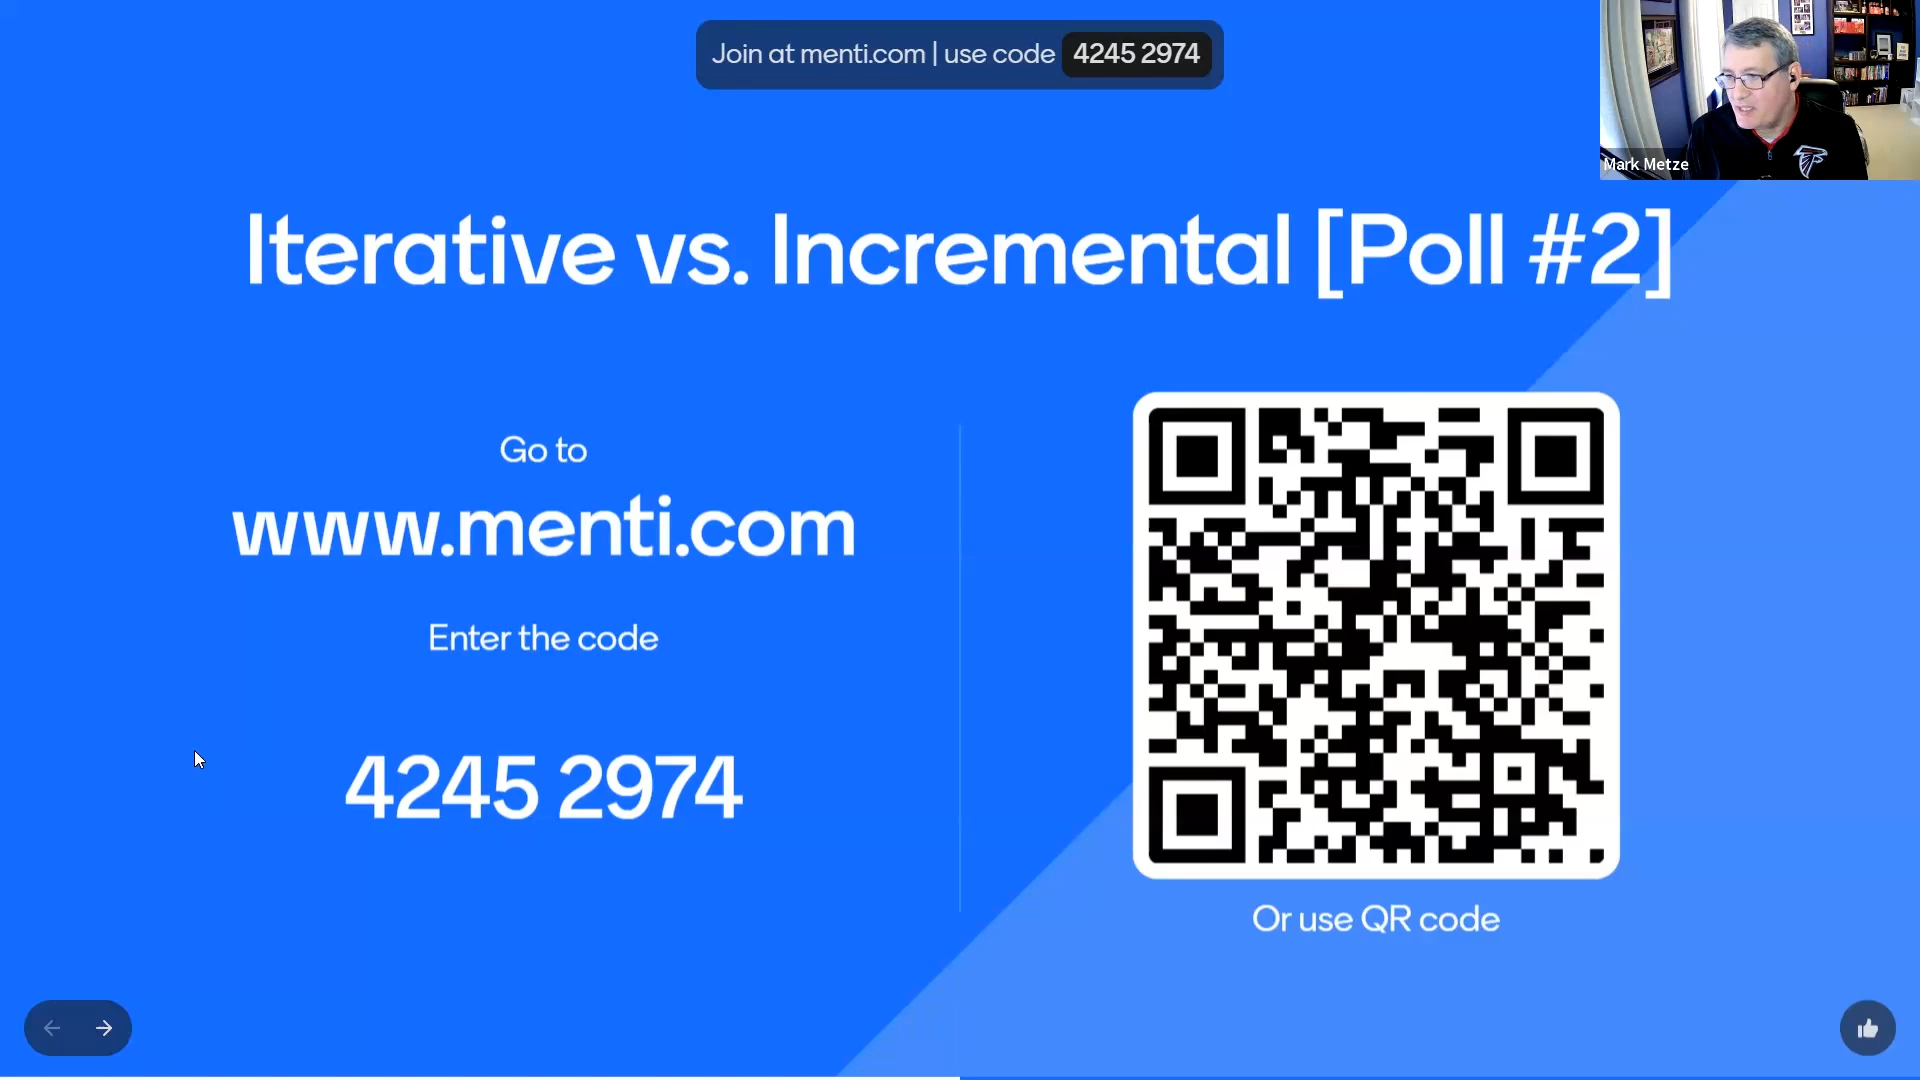 Join at menti.com | use code 4245 2974
Mark Metze
Iterative vs. Incremental [Poll #2]
Go to
www.menti.com
Enter the code
4245 2974
Or use QR code